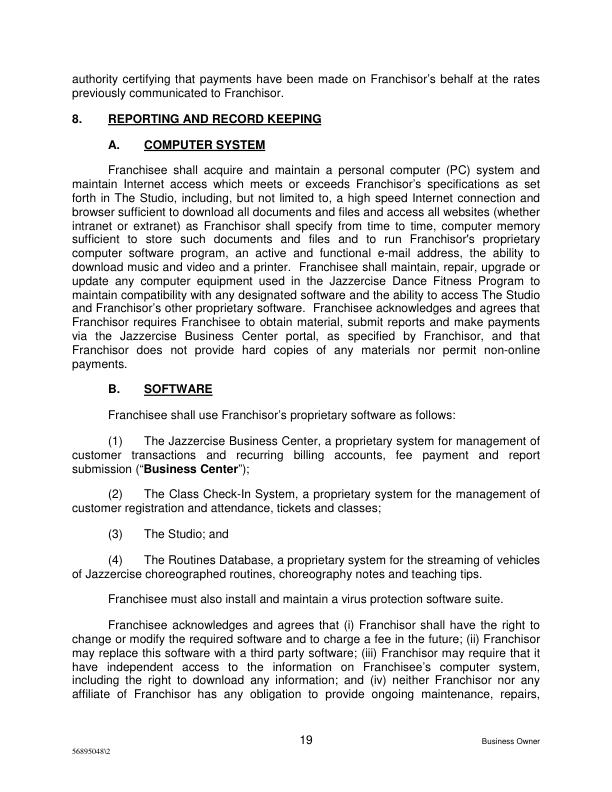 authority certifying that payments have been made on Franchisor's behalf at the rates
previously communicated to Franchisor.
8. REPORTING AND RECORD KEEPING
A. COMPUTER SYSTEM
Franchisee shall acquire and maintain a personal computer (PC) system and
maintain Internet access which meets or exceeds Franchisor's specifications as set
forth in The Studio, including, but not limited to, a high speed Internet connection and
browser sufficient to download all documents and files and access all websites (whether
intranet or extranet) as Franchisor shall specify from time to time, computer memory
sufficient to store such documents and files and to run Franchisor's proprietary
computer software program, an active and functional e-mail address, the ability to
download music and video and a printer. Franchisee shall maintain, repair, upgrade or
update any computer equipment used in the Jazzercise Dance Fitness Program to
maintain compatibility with any designated software and the ability to access The Studio
and Franchisor's other proprietary software. Franchisee acknowledges and agrees that
Franchisor requires Franchisee to obtain material, submit reports and make payments
via the Jazzercise Business Center portal, as specified by Franchisor, and that
Franchisor does not provide hard copies of any materials nor permit non-online
payments.
B. SOFTWARE
Franchisee shall use Franchisor's proprietary software as follows:
(1) The Jazzercise Business Center, a proprietary system for management of
customer transactions and recurring billing accounts, fee payment and report
submission ("Business Center");
(2) The Class Check-In System, a proprietary system for the management of
customer registration and attendance, tickets and classes;
(3) The Studio; and
(4) The Routines Database, a proprietary system for the streaming of vehicles
of Jazzercise choreographed routines, choreography notes and teaching tips.
Franchisee must also install and maintain a virus protection software suite.
Franchisee acknowledges and agrees that (i) Franchisor shall have the right to
change or modify the required software and to charge a fee in the future; (ii) Franchisor
may replace this software with a third party software; (iii) Franchisor may require that it
have independent access to the information on Franchisee's computer system,
including the right to download any information; and (iv) neither Franchisor nor any
affiliate of Franchisor has any obligation to provide ongoing maintenance, repairs,
19
Business Owner
56895048\2